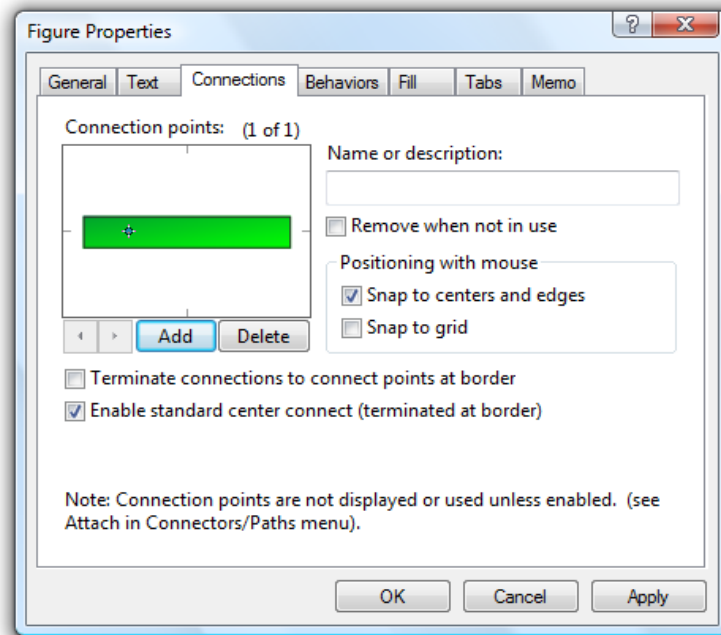 Figure Properties
General Text Connections Behaviors Fill Tabs Memo
Connection points: (1 of 1)
Name or description:
Remove when not in use
Positioning with mouse
Snap to centers and edges
Snap to grid
Add Delete
Terminate connections to connect points at border
Enable standard center connect (terminated at border)
Note: Connection points are not displayed or used unless enabled. (see
Attach in Connectors/Paths menu).
OK Cancel Apply